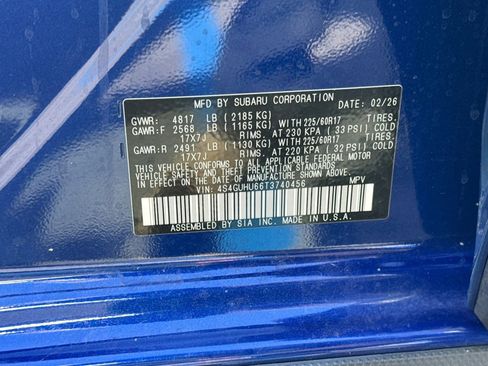 MFD BY SUBARU CORPORATION DATE: 02/26
GVWR: 4817 LB (2185 KG)
GAWR:F 2568 LB (1165 KG) WITH 225/60R17 TIRES.
17X7J RIMS. AT 230 KPA (33 PSI) COLD
GAWR:R 2491 LB (1130 KG) WITH 225/60R17 TIRES.
17X7J RIMS. AT 220 KPA (32 PSI) COLD
THIS VEHICLE CONFORMS TO ALL APPLICABLE FEDERAL MOTOR
VEHICLE SAFETY AND THEFT PREVENTION STANDARDS IN
EFFECT ON THE DATE OF MANUFACTURE SHOWN ABOVE.
VIN: 4S4GUHU66T3740456 MPV
ASSEMBLED BY SIA INC. IN U.S.A.